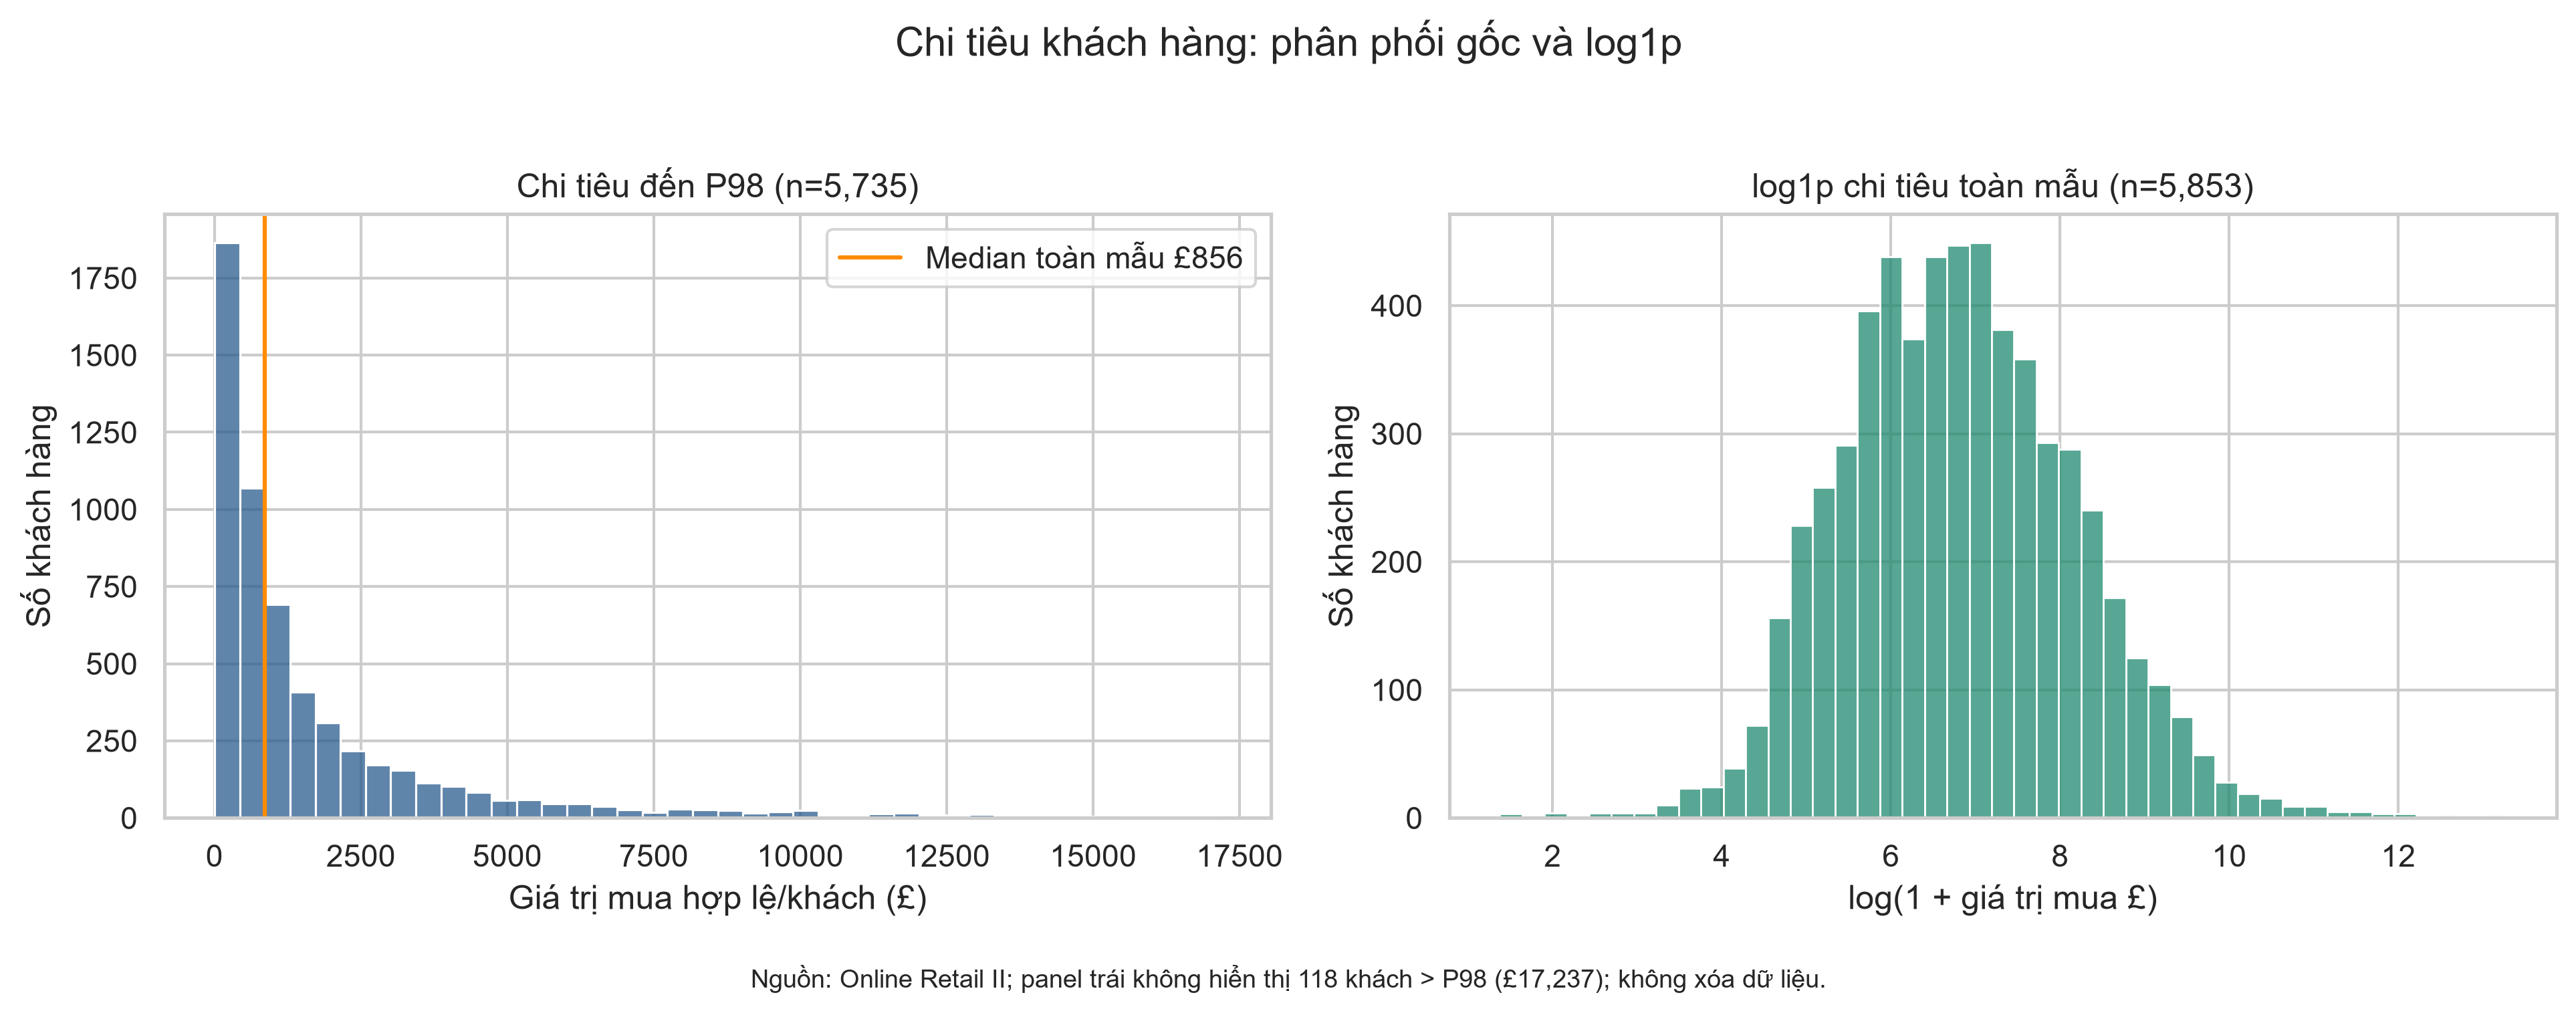 Chi tiêu khách hàng: phân phối gốc và log1p
Chi tiêu đến P98 (n=5,735)
Median toàn mẫu £856
Số khách hàng
1750
1500
1250
1000
750
500
250
0
0 2500 5000 7500 10000 12500 15000 17500
Giá trị mua hợp lệ/khách (£)
log1p chi tiêu toàn mẫu (n=5,853)
Số khách hàng
400
300
200
100
0
2 4 6 8 10 12
log(1 + giá trị mua £)
Nguồn: Online Retail II; panel trái không hiển thị 118 khách > P98 (£17,237); không xóa dữ liệu.